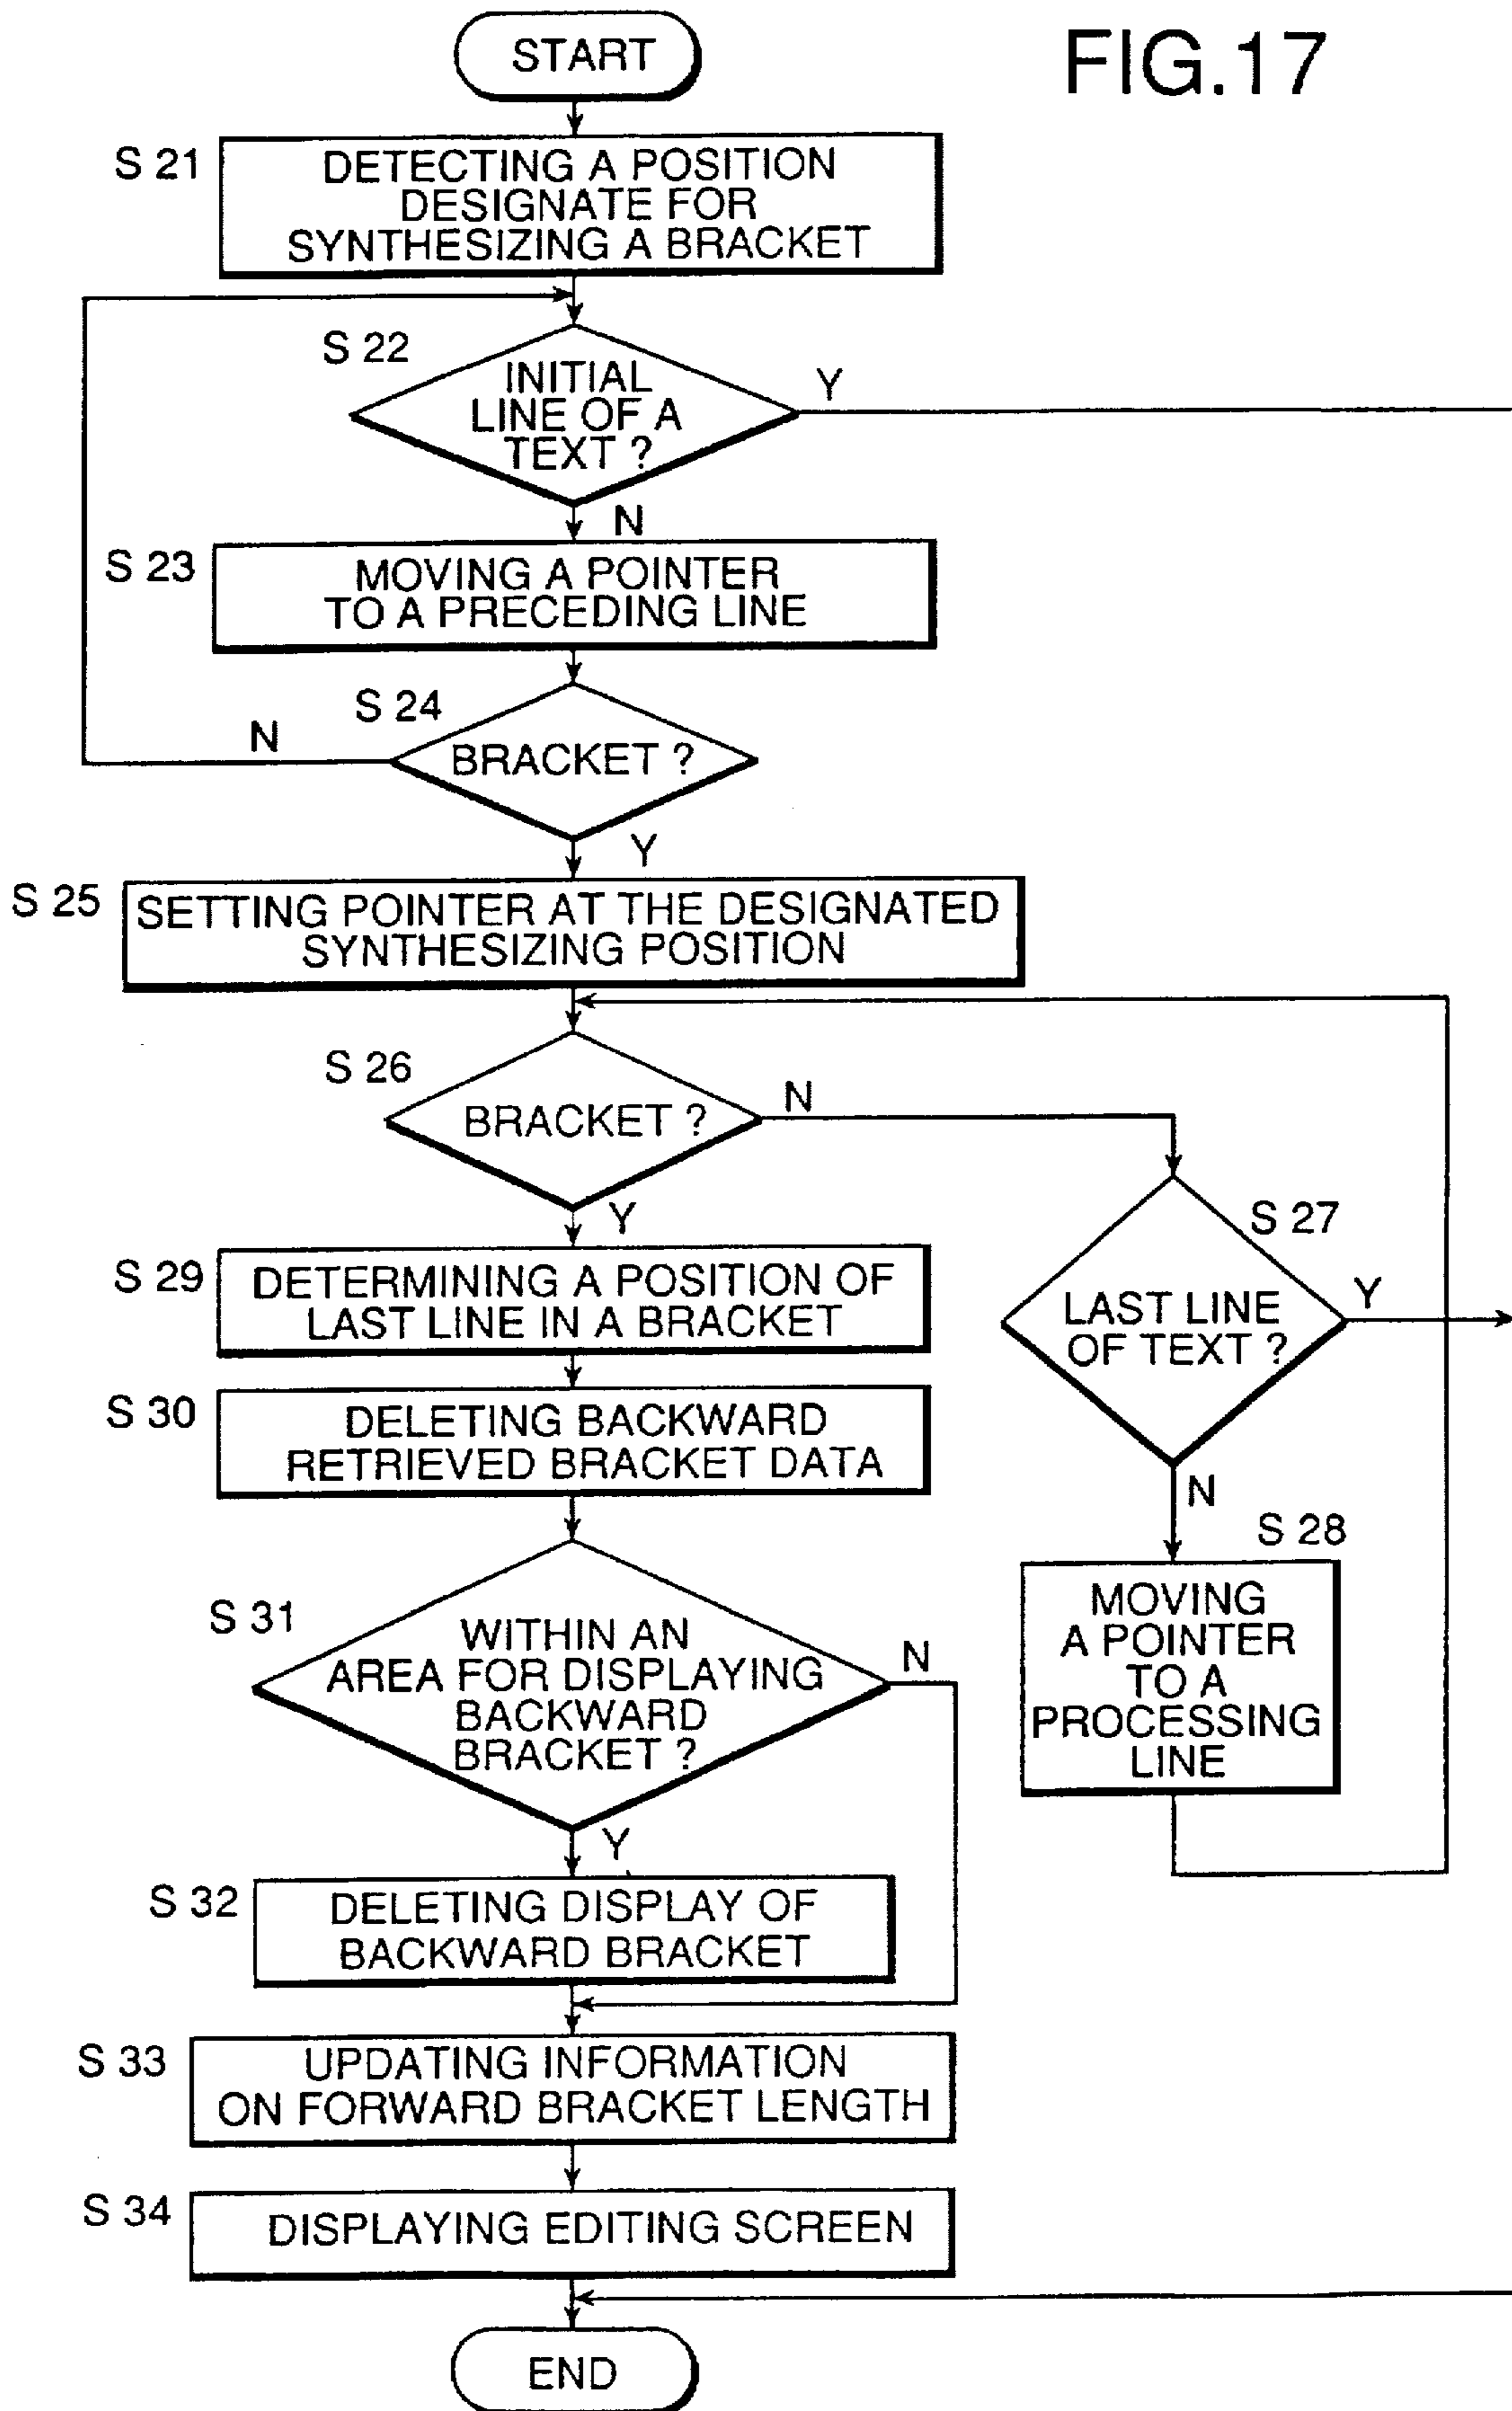 FIG.17
START
S 21
DETECTING A POSITION
DESIGNATE FOR
SYNTHESIZING A BRACKET
S 22
INITIAL
LINE OF A
TEXT ?
Y
N
S 23
MOVING A POINTER
TO A PRECEDING LINE
S 24
BRACKET ?
N
Y
S 25
SETTING POINTER AT THE DESIGNATED
SYNTHESIZING POSITION
S 26
BRACKET ?
N
Y
S 27
LAST LINE
OF TEXT ?
Y
N
S 28
MOVING
A POINTER
TO A
PROCESSING
LINE
S 29
DETERMINING A POSITION OF
LAST LINE IN A BRACKET
S 30
DELETING BACKWARD
RETRIEVED BRACKET DATA
S 31
WITHIN AN
AREA FOR DISPLAYING
BACKWARD
BRACKET ?
N
Y
S 32
DELETING DISPLAY OF
BACKWARD BRACKET
S 33
UPDATING INFORMATION
ON FORWARD BRACKET LENGTH
S 34
DISPLAYING EDITING SCREEN
END